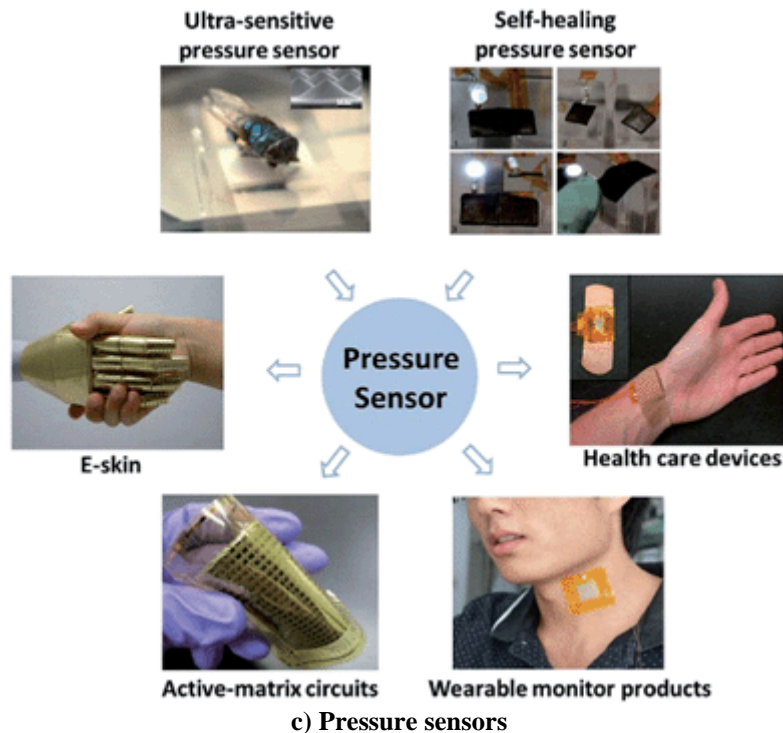 Ultra-sensitive
pressure sensor
Self-healing
pressure sensor
Pressure
Sensor
E-skin
Health care devices
Active-matrix circuits
Wearable monitor products
c) Pressure sensors